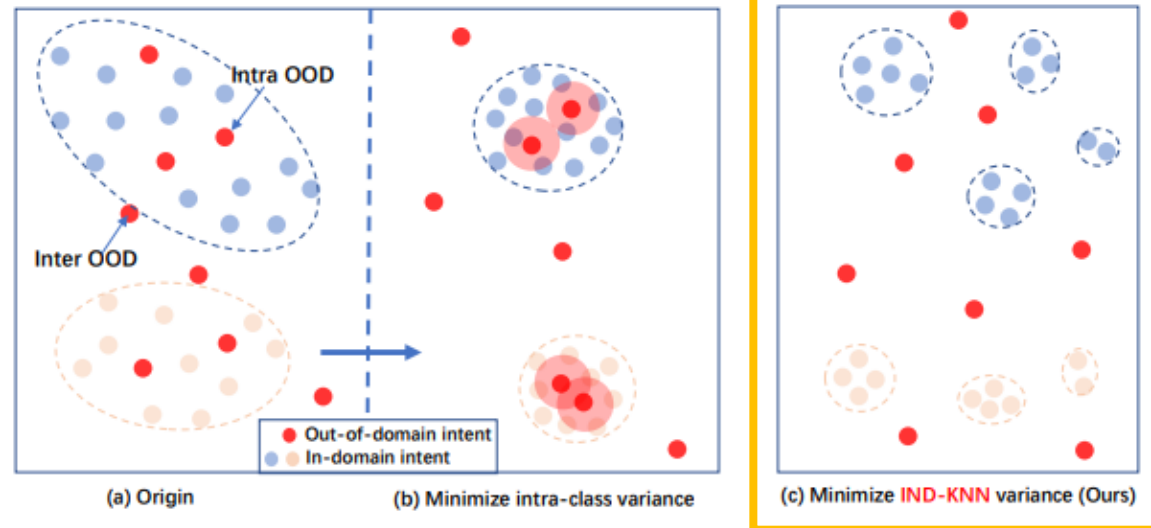 Intra OOD
Inter OOD
Out-of-domain intent
In-domain intent
(a) Origin
(b) Minimize intra-class variance
(c) Minimize IND-KNN variance (Ours)